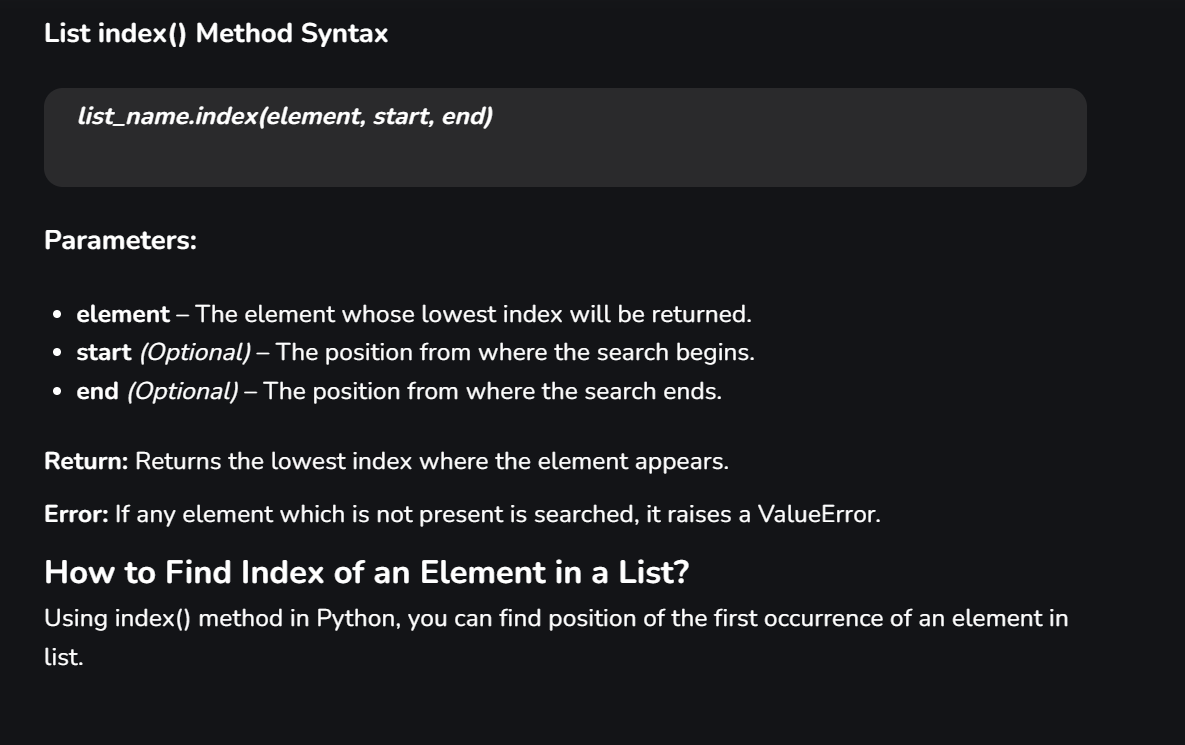 List index() Method Syntax
list_name.index(element, start, end)
Parameters:
• element – The element whose lowest index will be returned.
• start (Optional) – The position from where the search begins.
• end (Optional) – The position from where the search ends.
Return: Returns the lowest index where the element appears.
Error: If any element which is not present is searched, it raises a ValueError.
How to Find Index of an Element in a List?
Using index() method in Python, you can find position of the first occurrence of an element in
list.